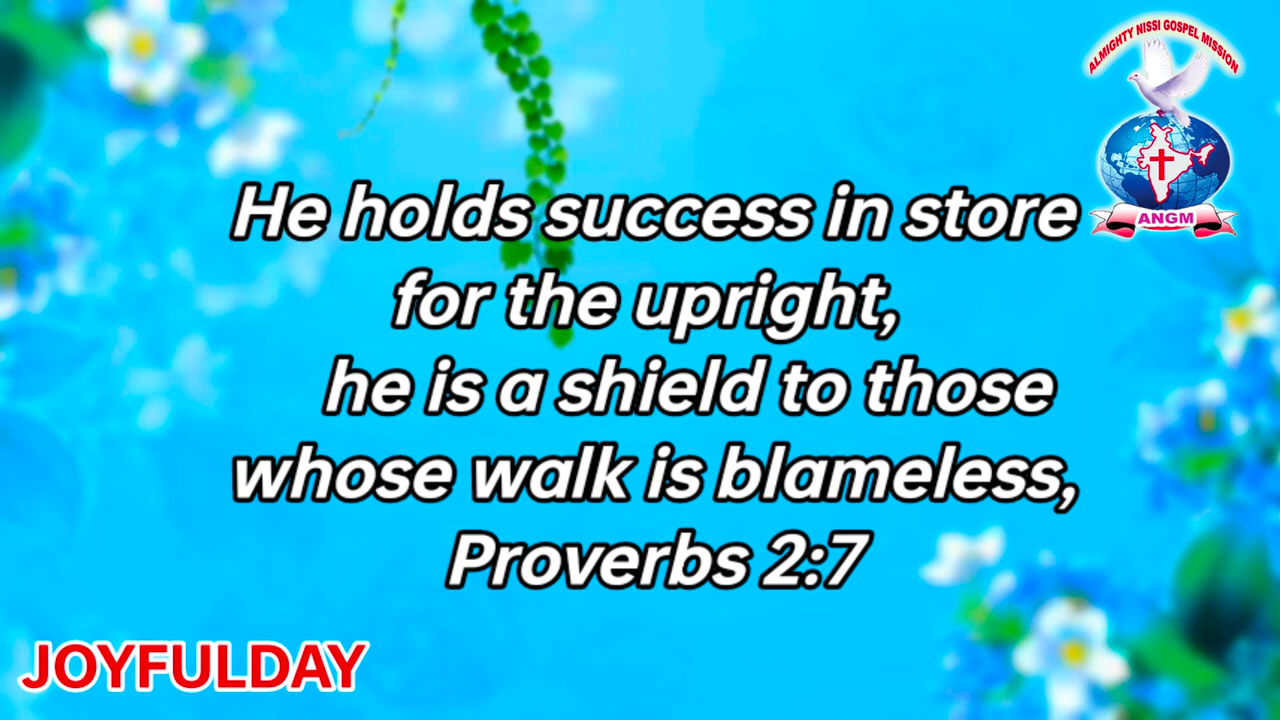 ALMIGHTY NISSI GOSPEL MISSION
ANGM
He holds success in store
for the upright,
he is a shield to those
whose walk is blameless,
Proverbs 2:7
JOYFULDAY